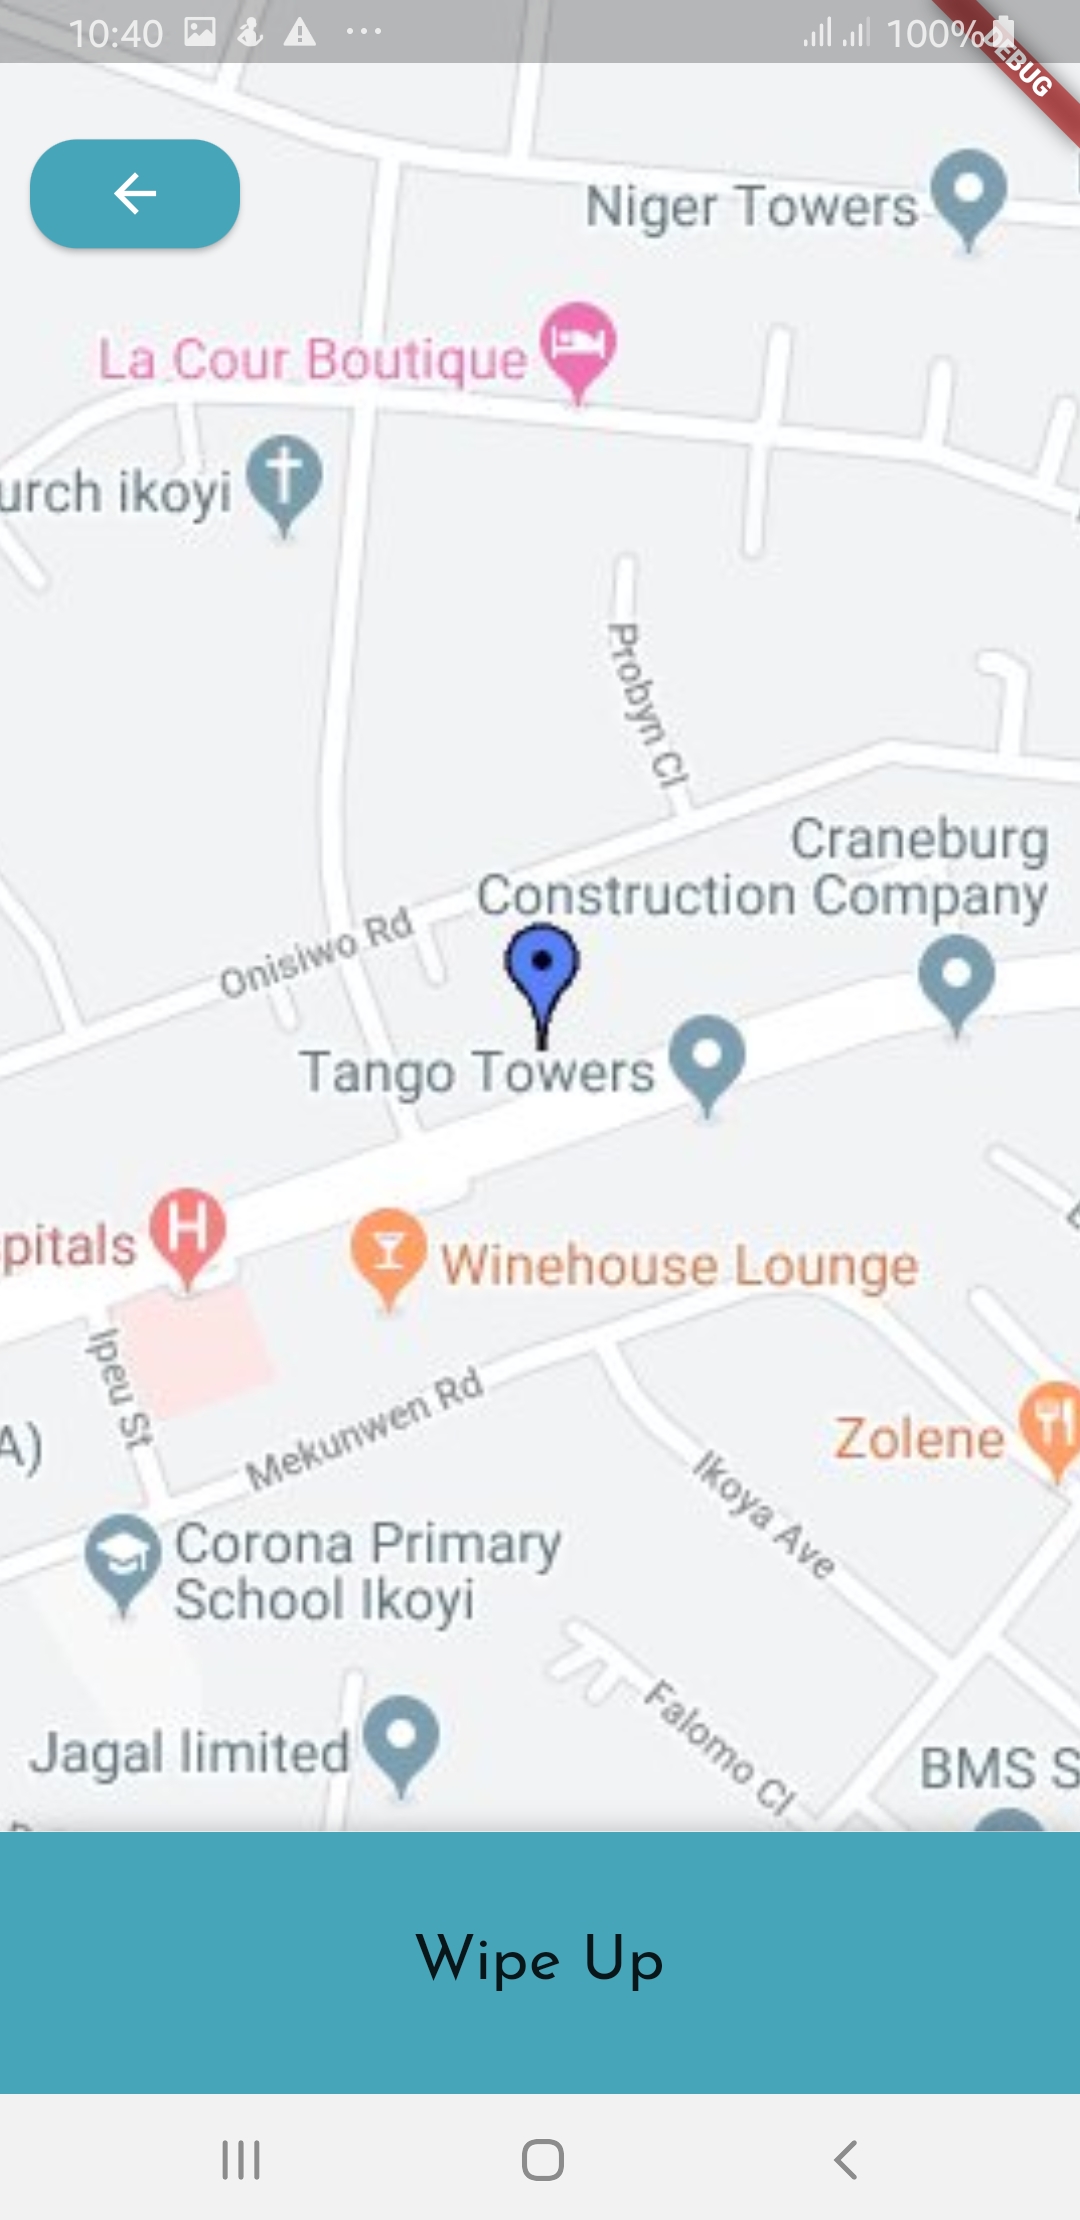 10:40
100%
DEBUG
Niger Towers
La Cour Boutique
urch ikoyi
Probyn Cl
Craneburg
Construction Company
Onisiwo Rd
Tango Towers
pitals
Winehouse Lounge
Ipeu St
Mekunwen Rd
A)
Zolene
Ikoya Ave
Corona Primary
School Ikoyi
Falomo Cl
Jagal limited
BMS S
Wipe Up